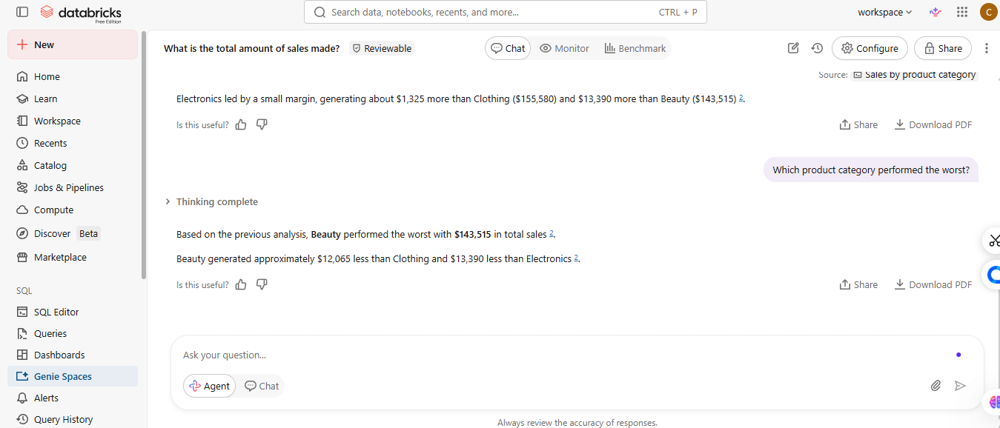 databricks
Free Edition
Search data, notebooks, recents, and more...
CTRL + P
workspace
C
New
Home
Learn
Workspace
Recents
Catalog
Jobs & Pipelines
Compute
Discover Beta
Marketplace
SQL
SQL Editor
Queries
Dashboards
Genie Spaces
Alerts
Query History
What is the total amount of sales made?
Reviewable
Chat
Monitor
Benchmark
Configure
Share
Source: Sales by product category
Electronics led by a small margin, generating about $1,325 more than Clothing ($155,580) and $13,390 more than Beauty ($143,515) 2.
Is this useful?
Share
Download PDF
Which product category performed the worst?
Thinking complete
Based on the previous analysis, Beauty performed the worst with $143,515 in total sales 2.
Beauty generated approximately $12,065 less than Clothing and $13,390 less than Electronics 2.
Is this useful?
Share
Download PDF
Ask your question...
Agent
Chat
Always review the accuracy of responses.